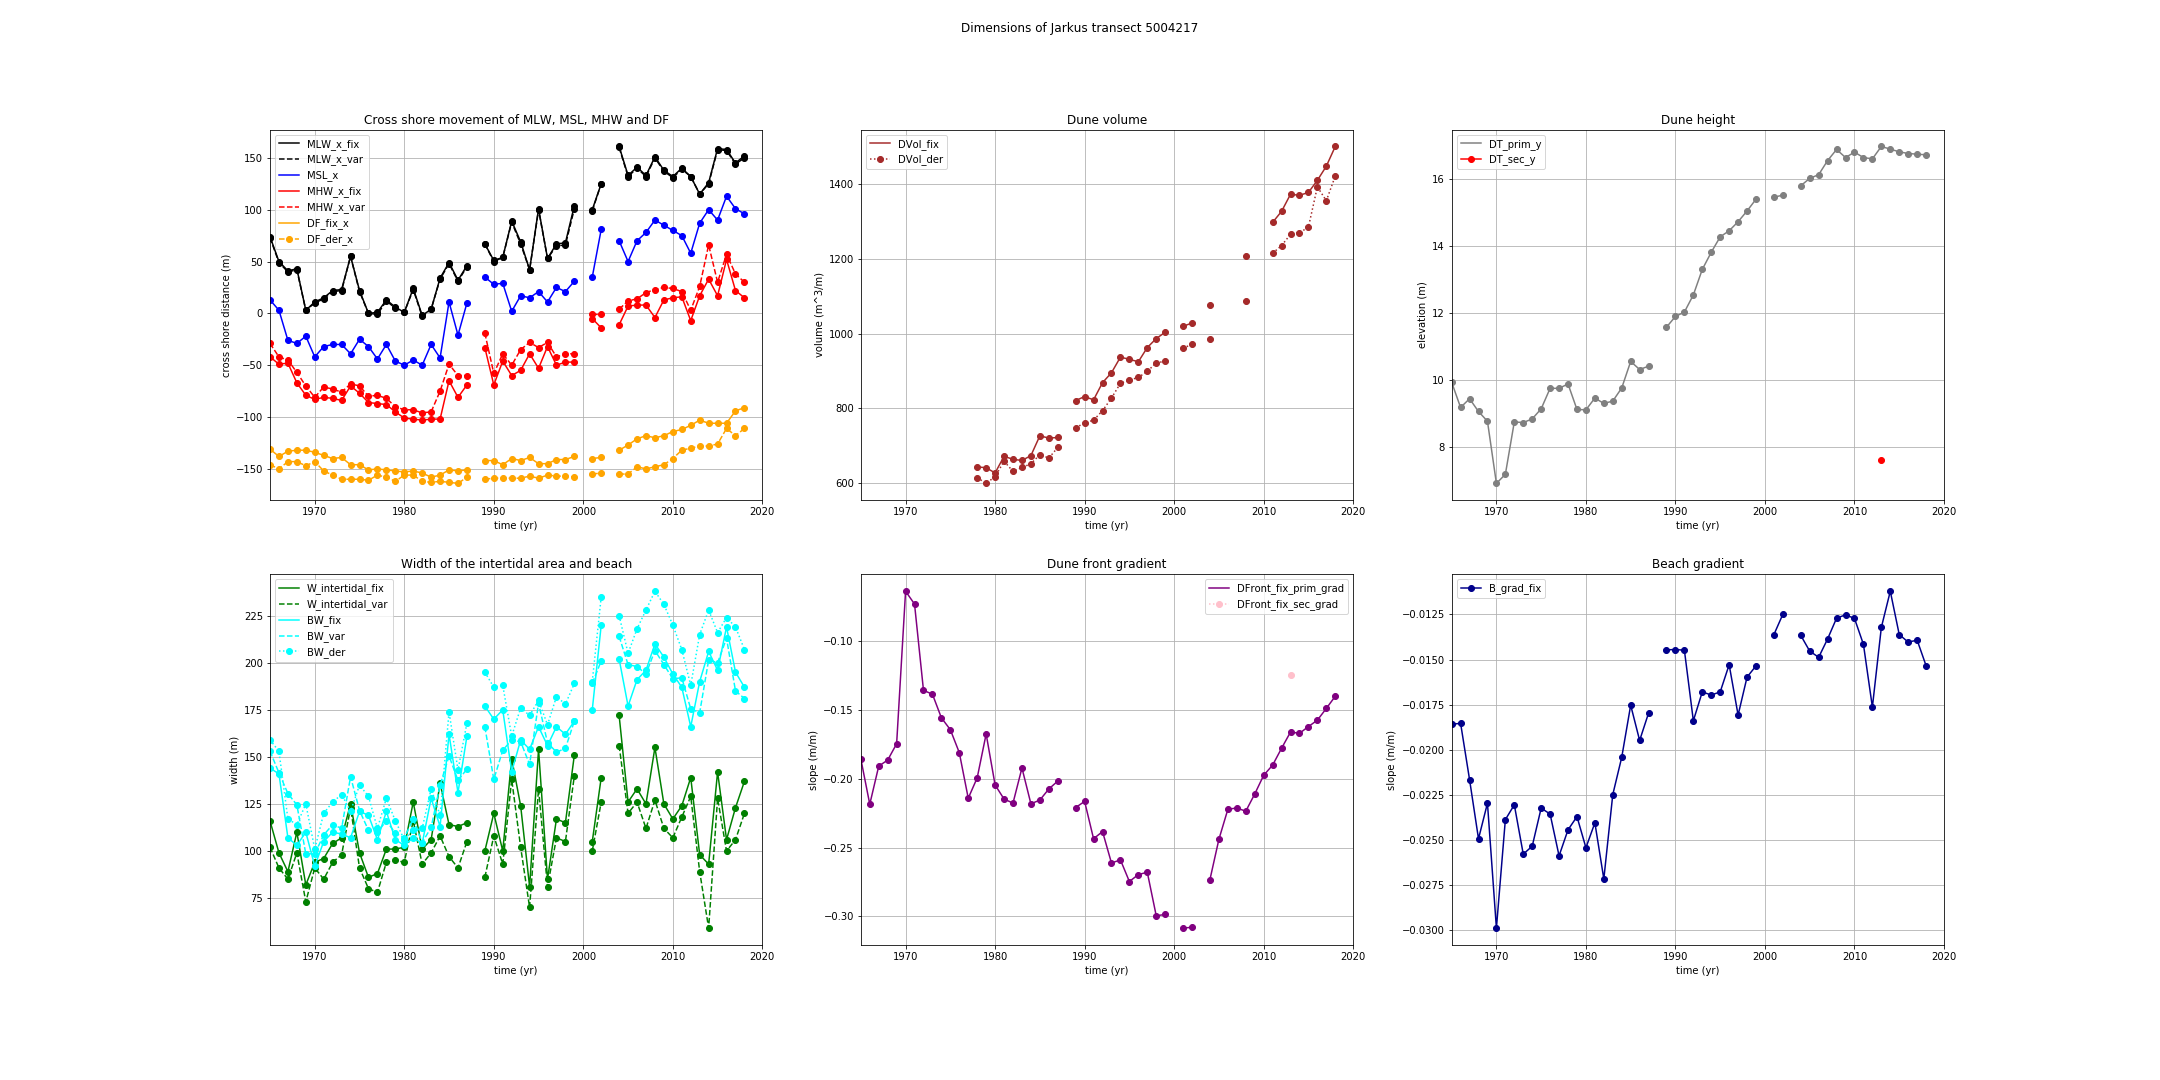 Dimensions of Jarkus transect 5004217
Cross shore movement of MLW, MSL, MHW and DF
MLW_x_fix
MLW_x_var
MSL_x
MHW_x_fix
MHW_x_var
DF_fix_x
DF_der_x
cross shore distance (m)
150
100
50
0
−50
−100
−150
1970 1980 1990 2000 2010 2020
time (yr)
Dune volume
DVol_fix
DVol_der
volume (m^3/m)
1400
1200
1000
800
600
1970 1980 1990 2000 2010 2020
time (yr)
Dune height
DT_prim_y
DT_sec_y
elevation (m)
16
14
12
10
8
1970 1980 1990 2000 2010 2020
time (yr)
Width of the intertidal area and beach
W_intertidal_fix
W_intertidal_var
BW_fix
BW_var
BW_der
width (m)
225
200
175
150
125
100
75
1970 1980 1990 2000 2010 2020
time (yr)
Dune front gradient
DFront_fix_prim_grad
DFront_fix_sec_grad
slope (m/m)
−0.10
−0.15
−0.20
−0.25
−0.30
1970 1980 1990 2000 2010 2020
time (yr)
Beach gradient
B_grad_fix
slope (m/m)
−0.0125
−0.0150
−0.0175
−0.0200
−0.0225
−0.0250
−0.0275
−0.0300
1970 1980 1990 2000 2010 2020
time (yr)